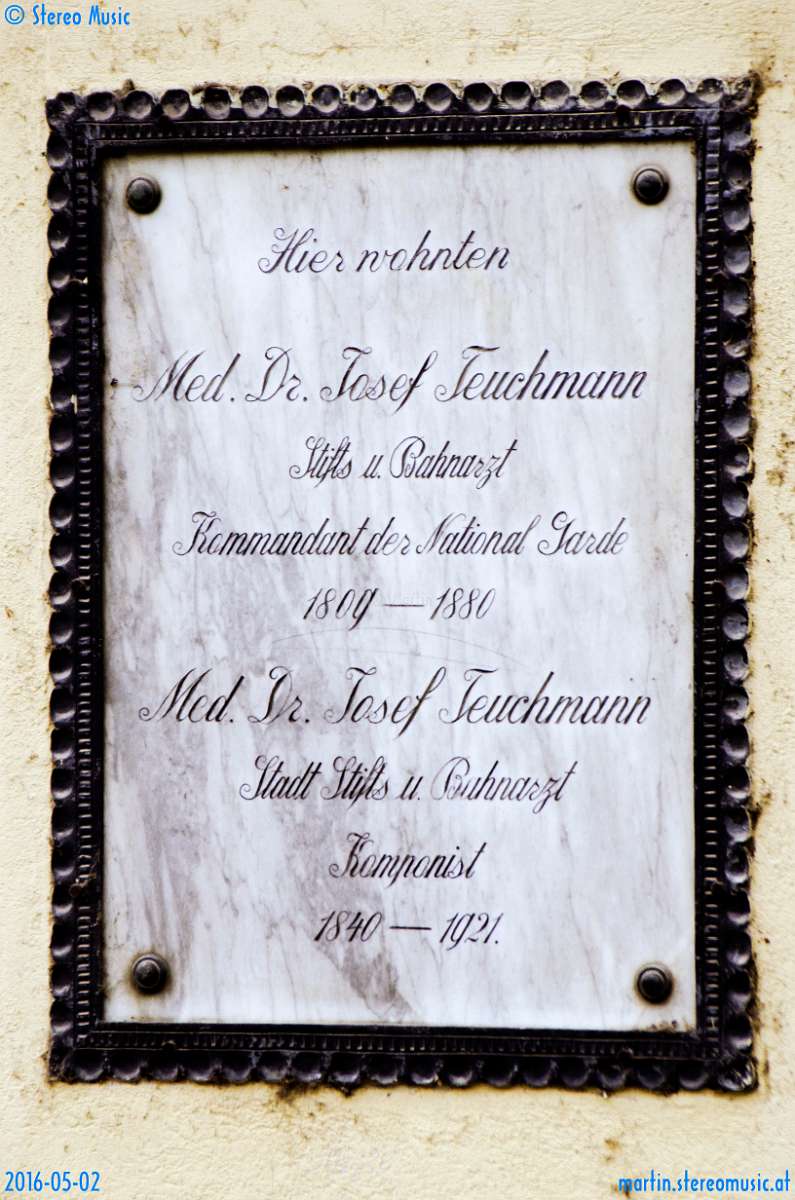 © Stereo Music
Hier wohnten
Med. Dr. Josef Teuchmann
Stifts u. Bahnarzt
Kommandant der National Garde
1809 — 1880
Med. Dr. Josef Teuchmann
Stadt Stifts u. Bahnarzt
Komponist
1840 — 1921.
2016-05-02
martin.stereomusic.at